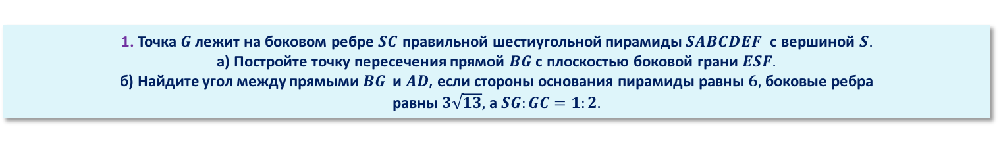 1. Точка G лежит на боковом ребре SC правильной шестиугольной пирамиды SABCDEF с вершиной S.
а) Постройте точку пересечения прямой BG с плоскостью боковой грани ESF.
б) Найдите угол между прямыми BG и AD, если стороны основания пирамиды равны 6, боковые ребра
равны 3√13, а SG: GC = 1: 2.